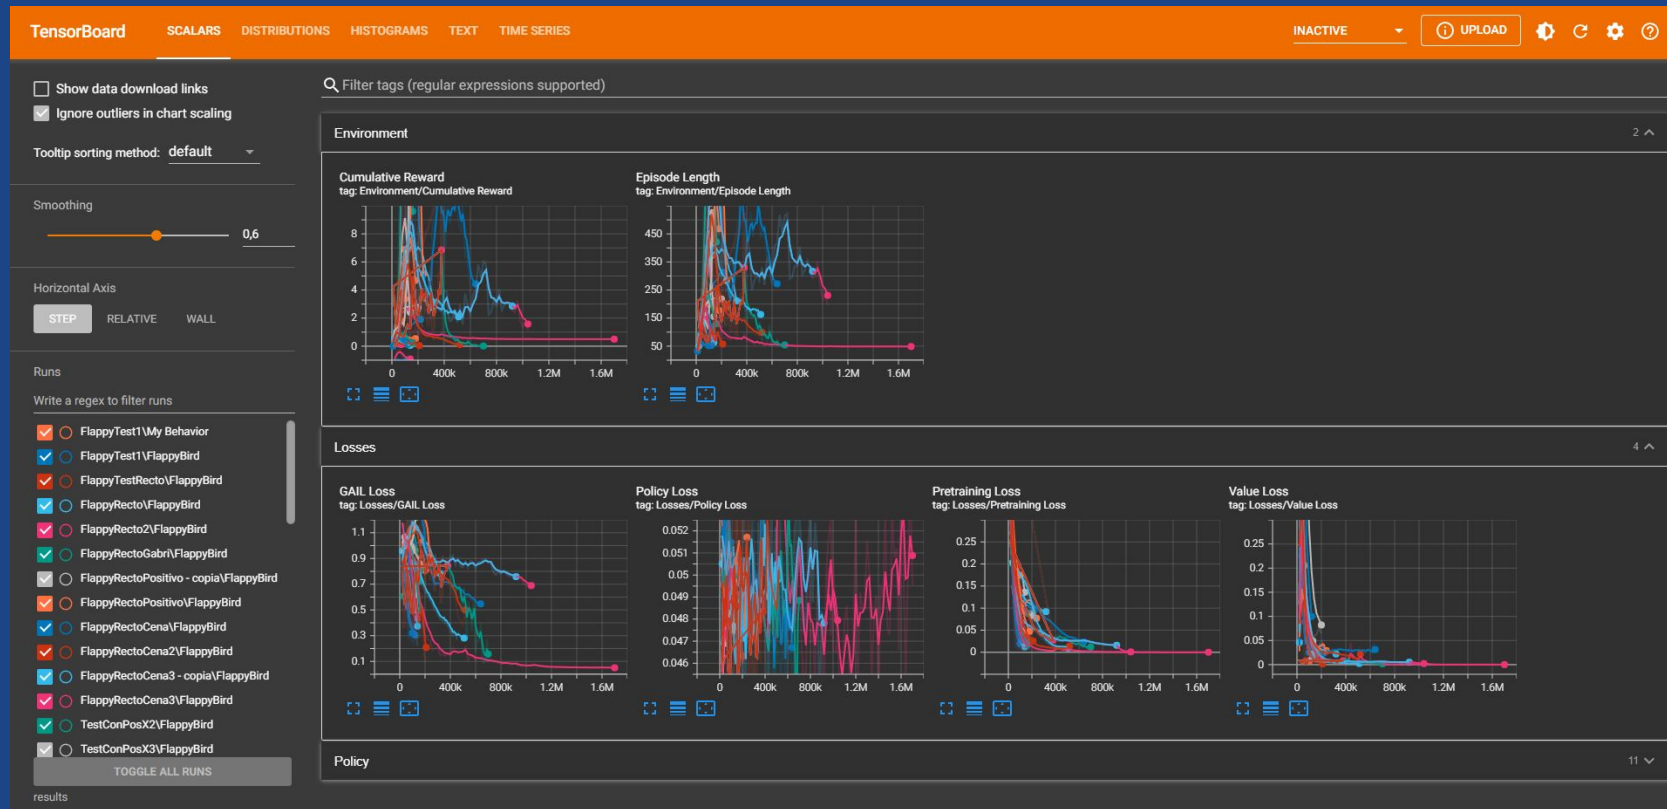 TensorBoard SCALARS DISTRIBUTIONS HISTOGRAMS TEXT TIME SERIES INACTIVE UPLOAD
Show data download links
Ignore outliers in chart scaling
Tooltip sorting method: default
Smoothing
0,6
Horizontal Axis
STEP RELATIVE WALL
Runs
Write a regex to filter runs
FlappyTest1\My Behavior
FlappyTest1\FlappyBird
FlappyTestRecto\FlappyBird
FlappyRecto\FlappyBird
FlappyRecto2\FlappyBird
FlappyRectoGabri\FlappyBird
FlappyRectoPositivo - copia\FlappyBird
FlappyRectoPositivo\FlappyBird
FlappyRectoCena\FlappyBird
FlappyRectoCena2\FlappyBird
FlappyRectoCena3 - copia\FlappyBird
FlappyRectoCena3\FlappyBird
TestConPosX2\FlappyBird
TestConPosX3\FlappyBird
TOGGLE ALL RUNS
results
Filter tags (regular expressions supported)
Environment 2
Cumulative Reward
tag: Environment/Cumulative Reward
8
6
4
2
0
0 400k 800k 1.2M 1.6M
Episode Length
tag: Environment/Episode Length
450
350
250
150
50
0 400k 800k 1.2M 1.6M
Losses 4
GAIL Loss
tag: Losses/GAIL Loss
1.1
0.9
0.7
0.5
0.3
0.1
0 400k 800k 1.2M 1.6M
Policy Loss
tag: Losses/Policy Loss
0.052
0.051
0.05
0.049
0.048
0.047
0.046
0 400k 800k 1.2M 1.6M
Pretraining Loss
tag: Losses/Pretraining Loss
0.25
0.2
0.15
0.1
0.05
0
0 400k 800k 1.2M 1.6M
Value Loss
tag: Losses/Value Loss
0.25
0.2
0.15
0.1
0.05
0
0 400k 800k 1.2M 1.6M
Policy 11